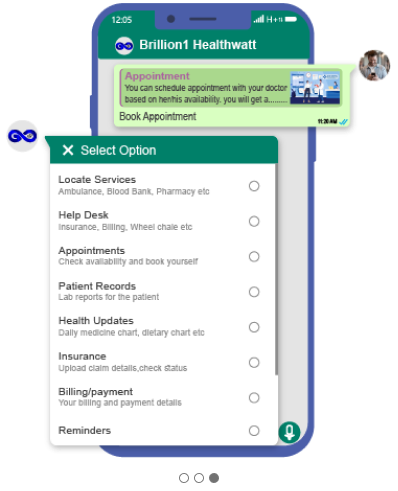 12:05
H+
Brillion1 Healthwatt
Appointment
You can schedule appointment with your doctor
based on her/his availability. you will get a.........
Book Appointment
11:20 AM
Select Option
Locate Services
Ambulance, Blood Bank, Pharmacy etc
Help Desk
Insurance, Billing, Wheel chaie etc
Appointments
Check availability and book yourself
Patient Records
Lab reports for the patient
Health Updates
Daily medicine chart, dietary chart etc
Insurance
Upload claim details,check status
Billing/payment
Your billing and payment details
Reminders